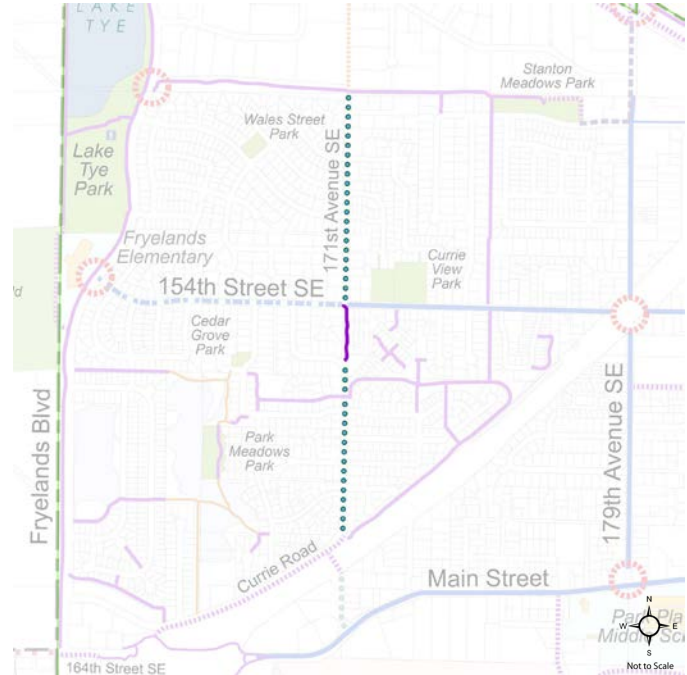 LAKE
TYE
Stanton
Meadows Park
Wales Street
Park
171st Avenue SE
Lake
Tye
Park
Fryelands
Elementary
Currie
View
Park
154th Street SE
Cedar
Grove
Park
Fryelands Blvd
179th Avenue SE
Park
Meadows
Park
Currie Road
Main Street
N
W
E
S
Not to Scale
164th Street SE